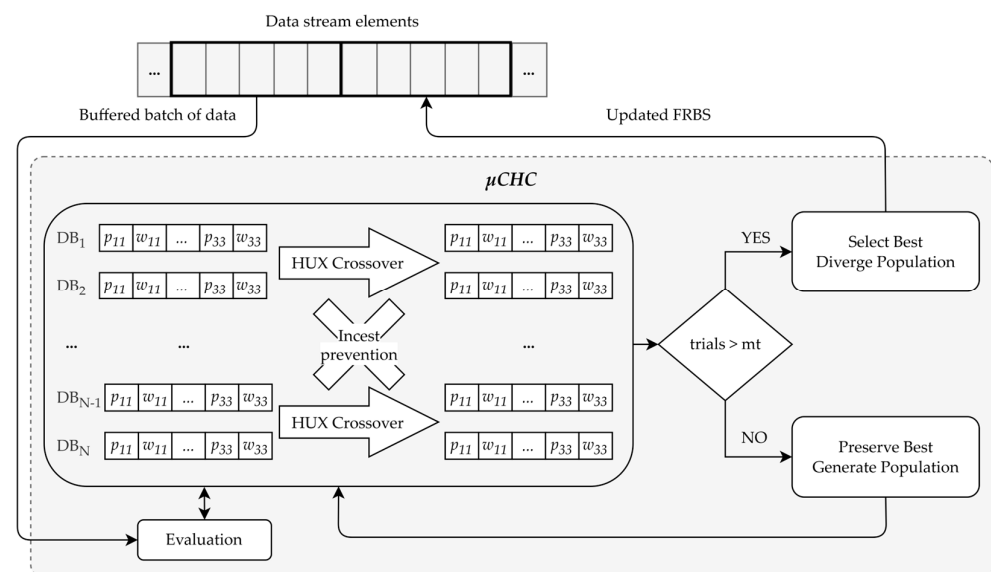 Data stream elements
... ...
Buffered batch of data
Updated FRBS
µCHC
DB1 p11 w11 ... p33 w33
p11 w11 ... p33 w33
HUX Crossover
DB2 p11 w11 ... p33 w33
p11 w11 ... p33 w33
YES
Select Best
Diverge Population
Incest
prevention
... ... ...
trials > mt
DBN-1 p11 w11 ... p33 w33
p11 w11 ... p33 w33
HUX Crossover
DBN p11 w11 ... p33 w33
p11 w11 ... p33 w33
NO
Preserve Best
Generate Population
Evaluation